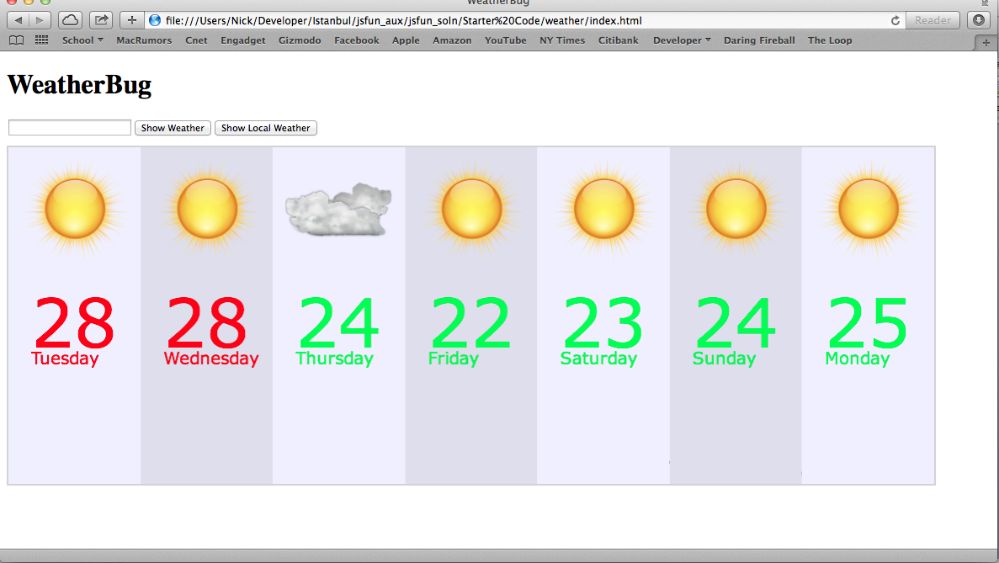 WeatherBug
file:///Users/Nick/Developer/Istanbul/jsfun_aux/jsfun_soln/Starter%20Code/weather/index.html
Reader
School MacRumors Cnet Engadget Gizmodo Facebook Apple Amazon YouTube NY Times Citibank Developer Daring Fireball The Loop
WeatherBug
Show Weather Show Local Weather
28 28 24 22 23 24 25
Tuesday Wednesday Thursday Friday Saturday Sunday Monday